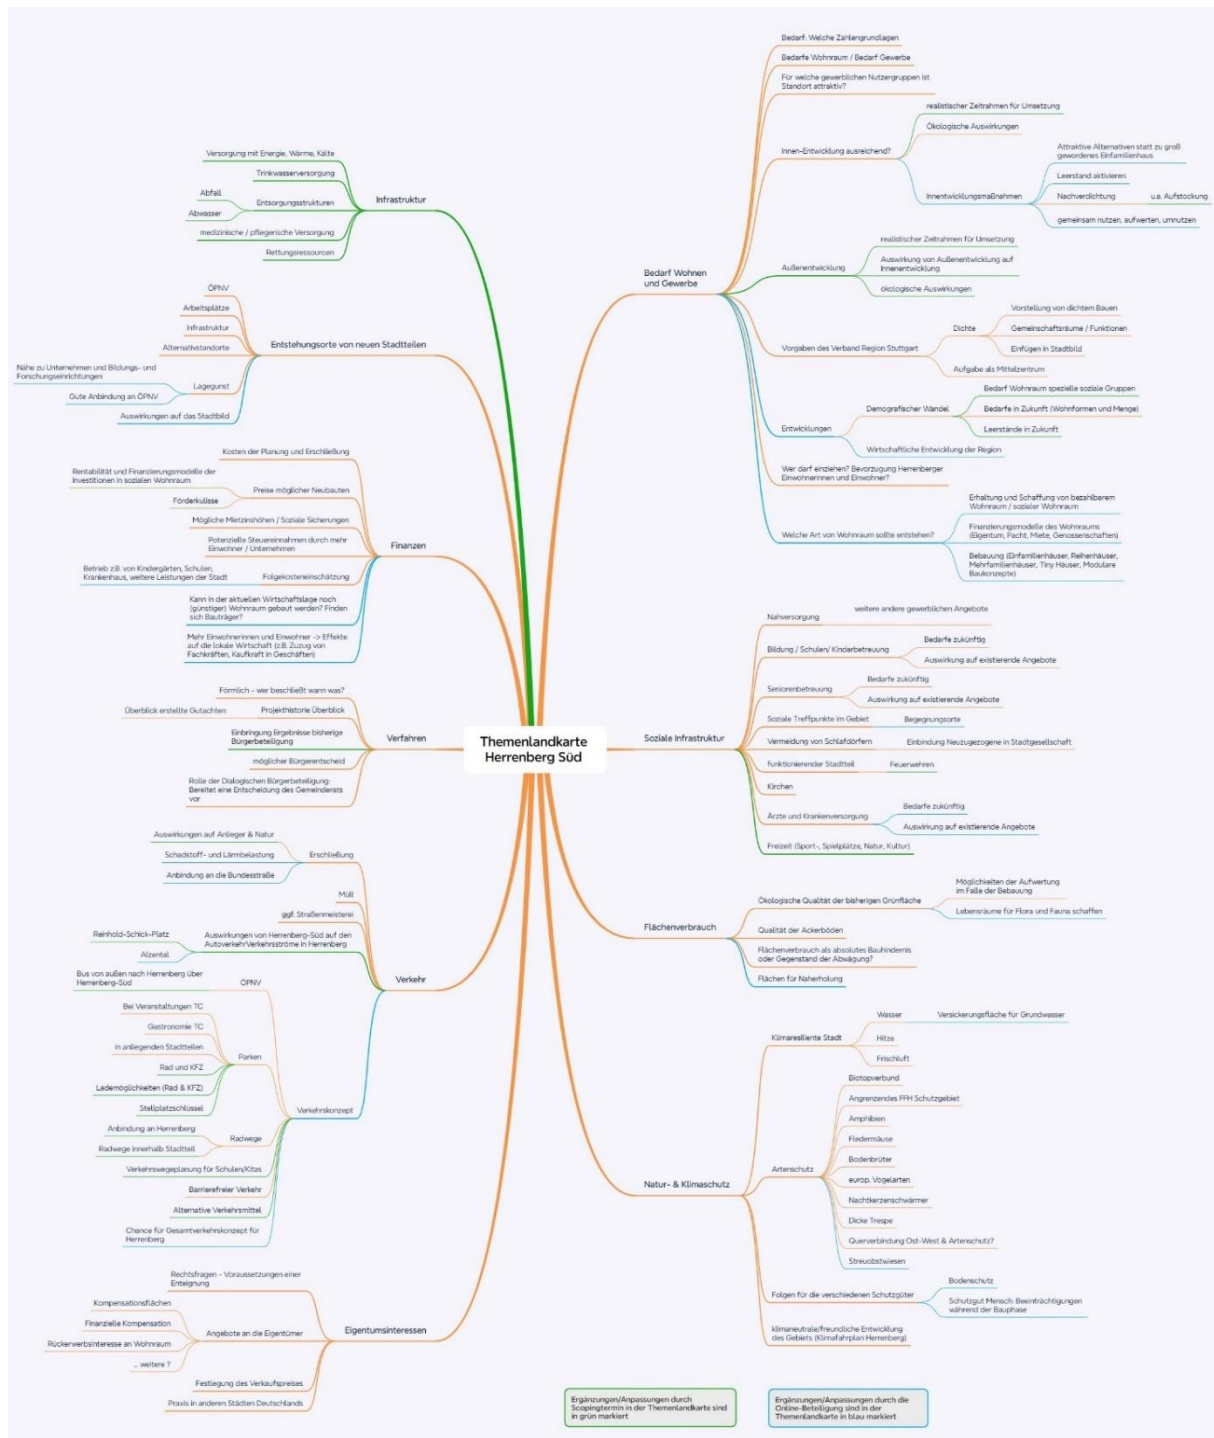 Themenlandkarte
Herrenberg Süd
Infrastruktur
Versorgung mit Energie, Wärme, Kälte
Trinkwasserversorgung
Entsorgungsstrukturen
Abfall
Abwasser
medizinische / pflegerische Versorgung
Rettungsressourcen
Entstehungsorte von neuen Stadtteilen
ÖPNV
Arbeitsplätze
Infrastruktur
Alternativstandorte
Lagegunst
Nähe zu Unternehmen und Bildungs- und
Forschungseinrichtungen
Gute Anbindung an ÖPNV
Auswirkungen auf das Stadtbild
Finanzen
Kosten der Planung und Erschließung
Preise möglicher Neubauten
Rentabilität und Finanzierungsmodelle der
Investitionen in sozialen Wohnraum
Förderkulisse
Mögliche Mietzinshöhen / Soziale Sicherungen
Potenzielle Steuereinnahmen durch mehr
Einwohner / Unternehmen
Folgekosteneinschätzung
Betrieb z.B. von Kindergärten, Schulen,
Krankenhaus, weitere Leistungen der Stadt
Kann in der aktuellen Wirtschaftslage noch
(günstiger) Wohnraum gebaut werden? Finden
sich Bauträger?
Mehr Einwohnerinnen und Einwohner -> Effekte
auf die lokale Wirtschaft (z.B. Zuzug von
Fachkräften, Kaufkraft in Geschäften)
Verfahren
Förmlich - wer beschließt wann was?
Projekthistorie Überblick
Überblick erstellte Gutachten
Einbringung Ergebnisse bisherige
Bürgerbeteiligung
möglicher Bürgerentscheid
Rolle der Dialogischen Bürgerbeteiligung:
Bereitet eine Entscheidung des Gemeinderats
vor
Verkehr
Erschließung
Auswirkungen auf Anlieger & Natur
Schadstoff- und Lärmbelastung
Anbindung an die Bundesstraße
Müll
ggf. Straßenmeisterei
Auswirkungen von Herrenberg-Süd auf den
AutoverkehrVerkehrsströme in Herrenberg
Reinhold-Schick-Platz
Alzental
Verkehrskonzept
ÖPNV
Bus von außen nach Herrenberg über
Herrenberg-Süd
Parken
Bei Veranstaltungen TC
Gastronomie TC
in anliegenden Stadtteilen
Rad und KFZ
Lademöglichkeiten (Rad & KFZ)
Stellplatzschlüssel
Radwege
Anbindung an Herrenberg
Radwege innerhalb Stadtteil
Verkehrswegeplanung für Schulen/Kitas
Barrierefreier Verkehr
Alternative Verkehrsmittel
Chance für Gesamtverkehrskonzept für
Herrenberg
Eigentumsinteressen
Rechtsfragen - Voraussetzungen einer
Enteignung
Angebote an die Eigentümer
Kompensationsflächen
Finanzielle Kompensation
Rückerwerbsinteresse an Wohnraum
... weitere ?
Festlegung des Verkaufspreises
Praxis in anderen Städten Deutschlands
Bedarf Wohnen
und Gewerbe
Bedarf: Welche Zahlengrundlagen
Bedarfe Wohnraum / Bedarf Gewerbe
Für welche gewerblichen Nutzergruppen ist
Standort attraktiv?
Innen-Entwicklung ausreichend?
realistischer Zeitrahmen für Umsetzung
Ökologische Auswirkungen
Innentwicklungsmaßnahmen
Attraktive Alternativen statt zu groß
gewordenes Einfamilienhaus
Leerstand aktivieren
Nachverdichtung
u.a. Aufstockung
gemeinsam nutzen, aufwerten, umnutzen
Außenentwicklung
realistischer Zeitrahmen für Umsetzung
Auswirkung von Außenentwicklung auf
Innenentwicklung
ökologische Auswirkungen
Vorgaben des Verband Region Stuttgart
Dichte
Vorstellung von dichtem Bauen
Gemeinschaftsräume / Funktionen
Einfügen in Stadtbild
Aufgabe als Mittelzentrum
Entwicklungen
Demografischer Wandel
Bedarf Wohnraum spezielle soziale Gruppen
Bedarfe in Zukunft (Wohnformen und Menge)
Leerstände in Zukunft
Wirtschaftliche Entwicklung der Region
Wer darf einziehen? Bevorzugung Herrenberger
Einwohnerinnen und Einwohner?
Welche Art von Wohnraum sollte entstehen?
Erhaltung und Schaffung von bezahlbarem
Wohnraum / sozialer Wohnraum
Finanzierungsmodelle des Wohnraums
(Eigentum, Pacht, Miete, Genossenschaften)
Bebauung (Einfamilienhäuser, Reihenhäuser,
Mehrfamilienhäuser, Tiny Häuser, Modulare
Baukonzepte)
Soziale Infrastruktur
Nahversorgung
weitere andere gewerblichen Angebote
Bildung / Schulen/ Kinderbetreuung
Bedarfe zukünftig
Auswirkung auf existierende Angebote
Seniorenbetreuung
Bedarfe zukünftig
Auswirkung auf existierende Angebote
Soziale Treffpunkte im Gebiet
Begegnungsorte
Vermeidung von Schlafdörfern
Einbindung Neuzugezogene in Stadtgesellschaft
funktionierender Stadtteil
Feuerwehren
Kirchen
Ärzte und Krankenversorgung
Bedarfe zukünftig
Auswirkung auf existierende Angebote
Freizeit (Sport-, Spielplätze, Natur, Kultur)
Flächenverbrauch
Ökologische Qualität der bisherigen Grünfläche
Möglichkeiten der Aufwertung
im Falle der Bebauung
Lebensräume für Flora und Fauna schaffen
Qualität der Ackerböden
Flächenverbrauch als absolutes Bauhindernis
oder Gegenstand der Abwägung?
Flächen für Naherholung
Natur- & Klimaschutz
Klimaresiliente Stadt
Wasser
Versickerungsfläche für Grundwasser
Hitze
Frischluft
Artenschutz
Biotopverbund
Angrenzendes FFH Schutzgebiet
Amphibien
Fledermäuse
Bodenbrüter
europ. Vogelarten
Nachtkerzenschwärmer
Dicke Trespe
Querverbindung Ost-West & Artenschutz?
Streuobstwiesen
Folgen für die verschiedenen Schutzgüter
Bodenschutz
Schutzgut Mensch: Beeinträchtigungen
während der Bauphase
klimaneutrale/freundliche Entwicklung
des Gebiets (Klimafahrplan Herrenberg)
Ergänzungen/Anpassungen durch
Scopingtermin in der Themenlandkarte sind
in grün markiert
Ergänzungen/Anpassungen durch die
Online-Beteiligung sind in der
Themenlandkarte in blau markiert